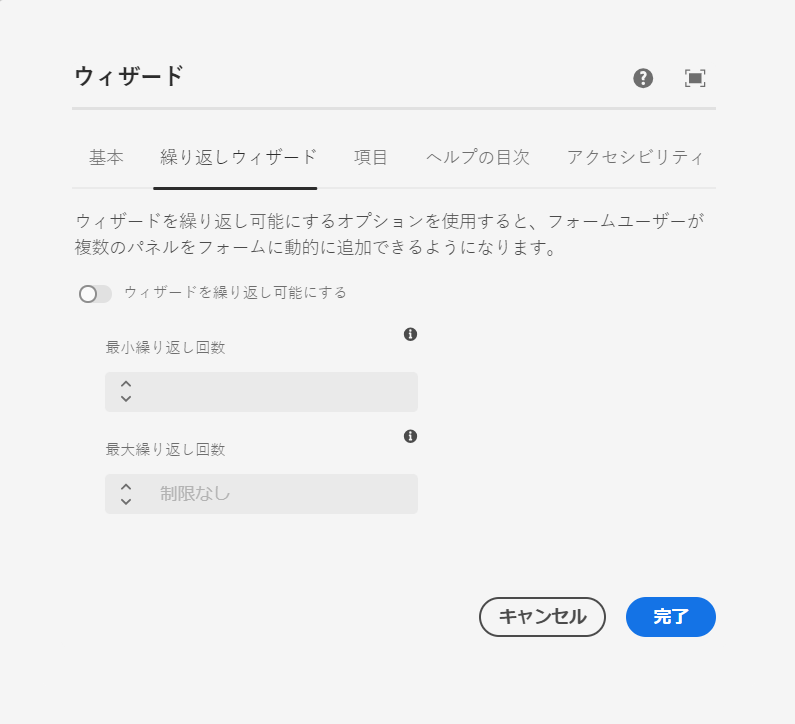 ウィザード
基本
繰り返しウィザード
項目
ヘルプの目次
アクセシビリティ
ウィザードを繰り返し可能にするオプションを使用すると、フォームユーザーが
複数のパネルをフォームに動的に追加できるようになります。
ウィザードを繰り返し可能にする
最小繰り返し回数
最大繰り返し回数
制限なし
キャンセル
完了